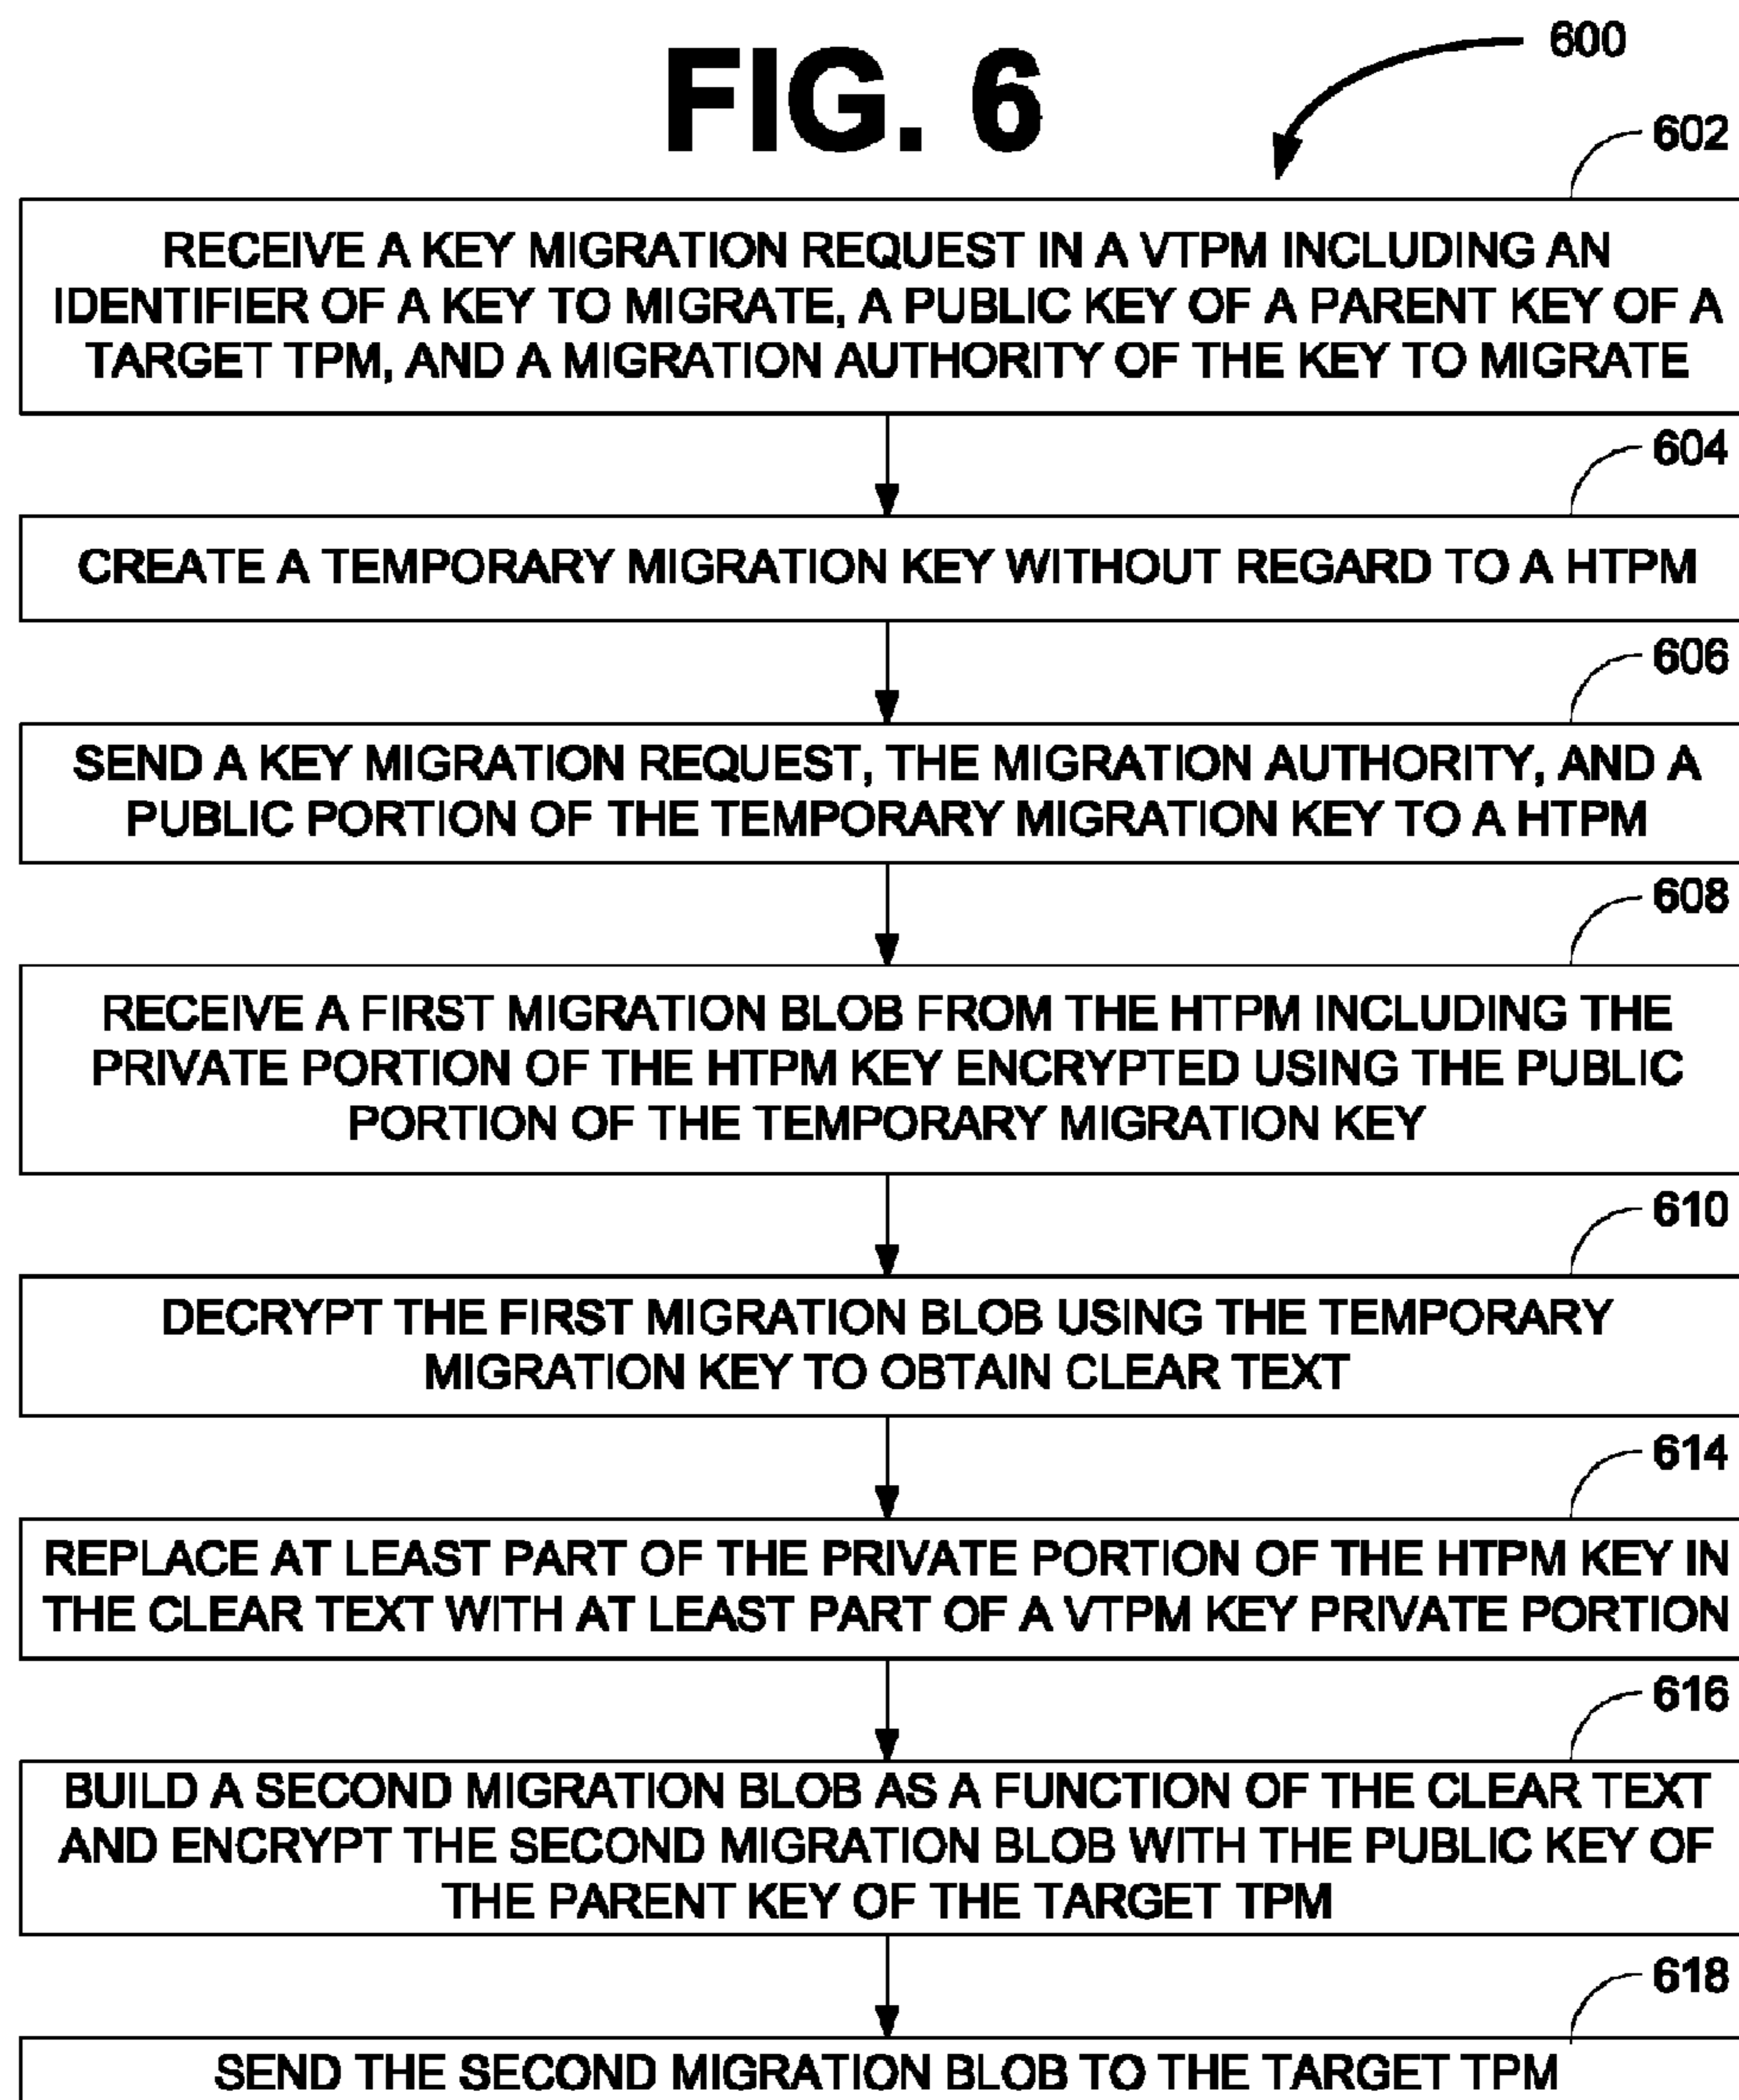 FIG. 6
600
602
RECEIVE A KEY MIGRATION REQUEST IN A VTPM INCLUDING AN
IDENTIFIER OF A KEY TO MIGRATE, A PUBLIC KEY OF A PARENT KEY OF A
TARGET TPM, AND A MIGRATION AUTHORITY OF THE KEY TO MIGRATE
604
CREATE A TEMPORARY MIGRATION KEY WITHOUT REGARD TO A HTPM
606
SEND A KEY MIGRATION REQUEST, THE MIGRATION AUTHORITY, AND A
PUBLIC PORTION OF THE TEMPORARY MIGRATION KEY TO A HTPM
608
RECEIVE A FIRST MIGRATION BLOB FROM THE HTPM INCLUDING THE
PRIVATE PORTION OF THE HTPM KEY ENCRYPTED USING THE PUBLIC
PORTION OF THE TEMPORARY MIGRATION KEY
610
DECRYPT THE FIRST MIGRATION BLOB USING THE TEMPORARY
MIGRATION KEY TO OBTAIN CLEAR TEXT
614
REPLACE AT LEAST PART OF THE PRIVATE PORTION OF THE HTPM KEY IN
THE CLEAR TEXT WITH AT LEAST PART OF A VTPM KEY PRIVATE PORTION
616
BUILD A SECOND MIGRATION BLOB AS A FUNCTION OF THE CLEAR TEXT
AND ENCRYPT THE SECOND MIGRATION BLOB WITH THE PUBLIC KEY OF
THE PARENT KEY OF THE TARGET TPM
618
SEND THE SECOND MIGRATION BLOB TO THE TARGET TPM